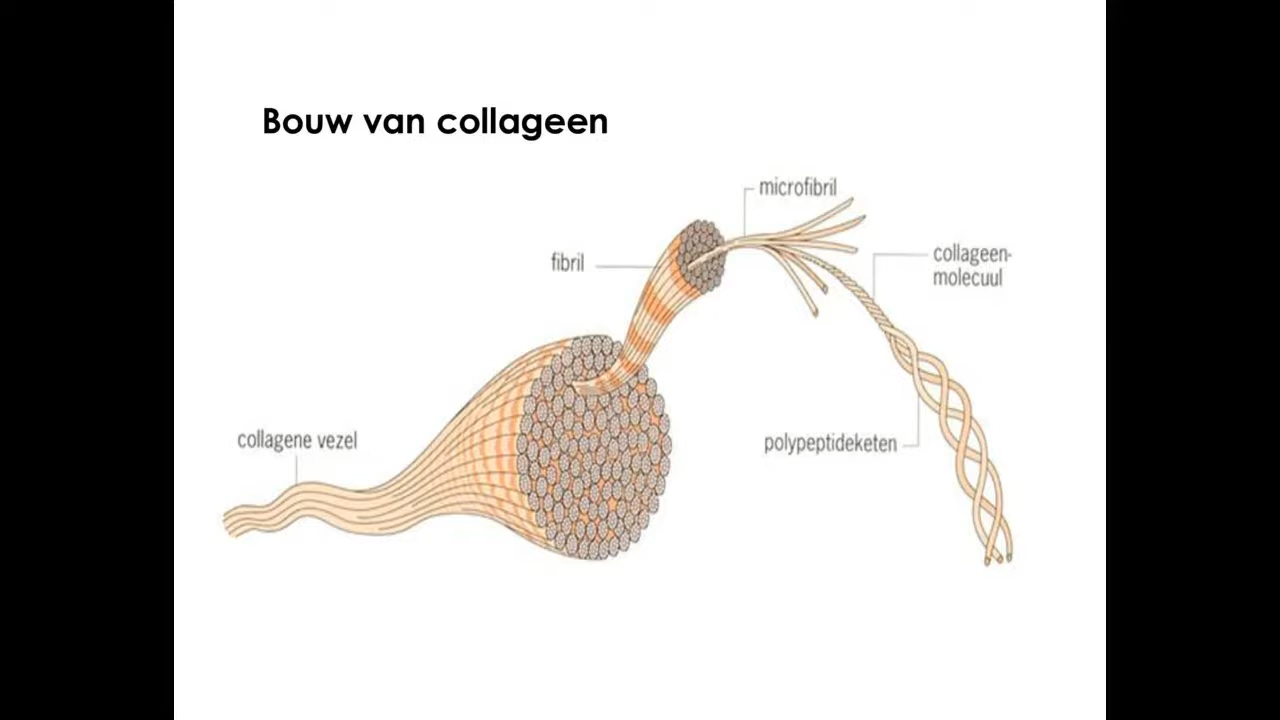 Bouw van collageen
microfibril
fibril
collageen-
molecuul
collagene vezel
polypeptideketen